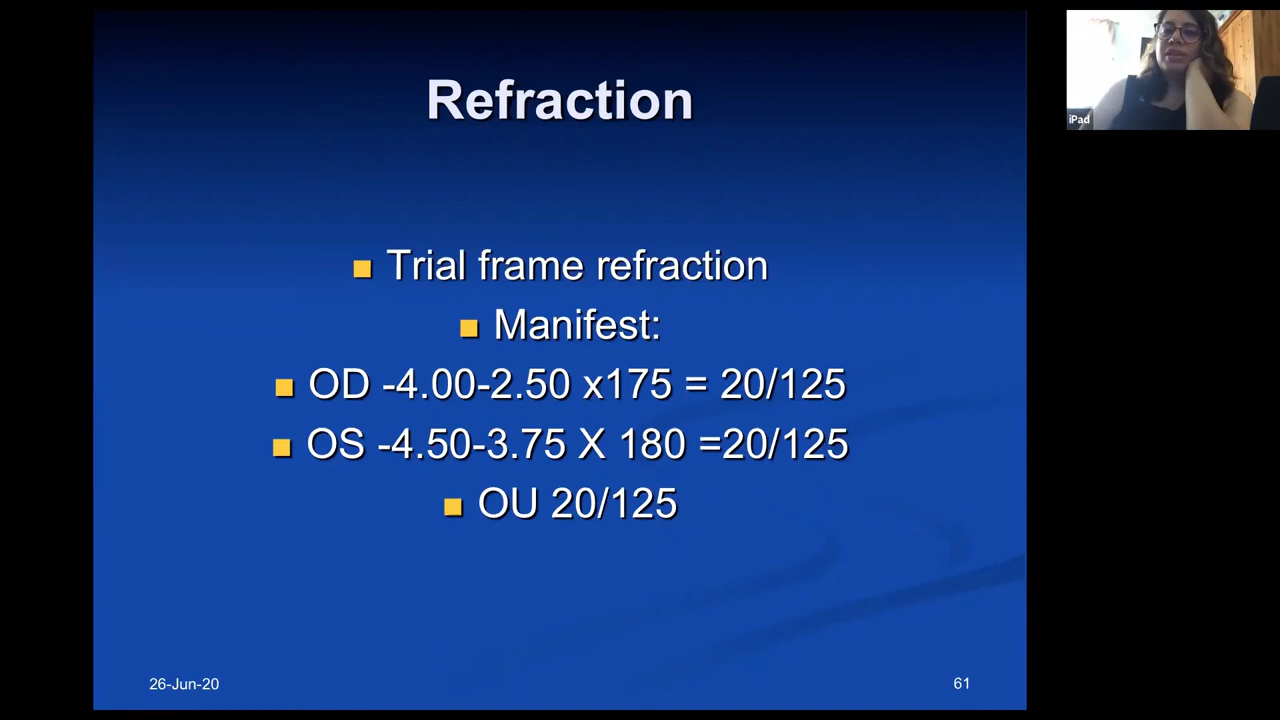 Refraction
Trial frame refraction
Manifest:
OD -4.00-2.50 x175 = 20/125
OS -4.50-3.75 X 180 =20/125
OU 20/125
26-Jun-20
61
iPad